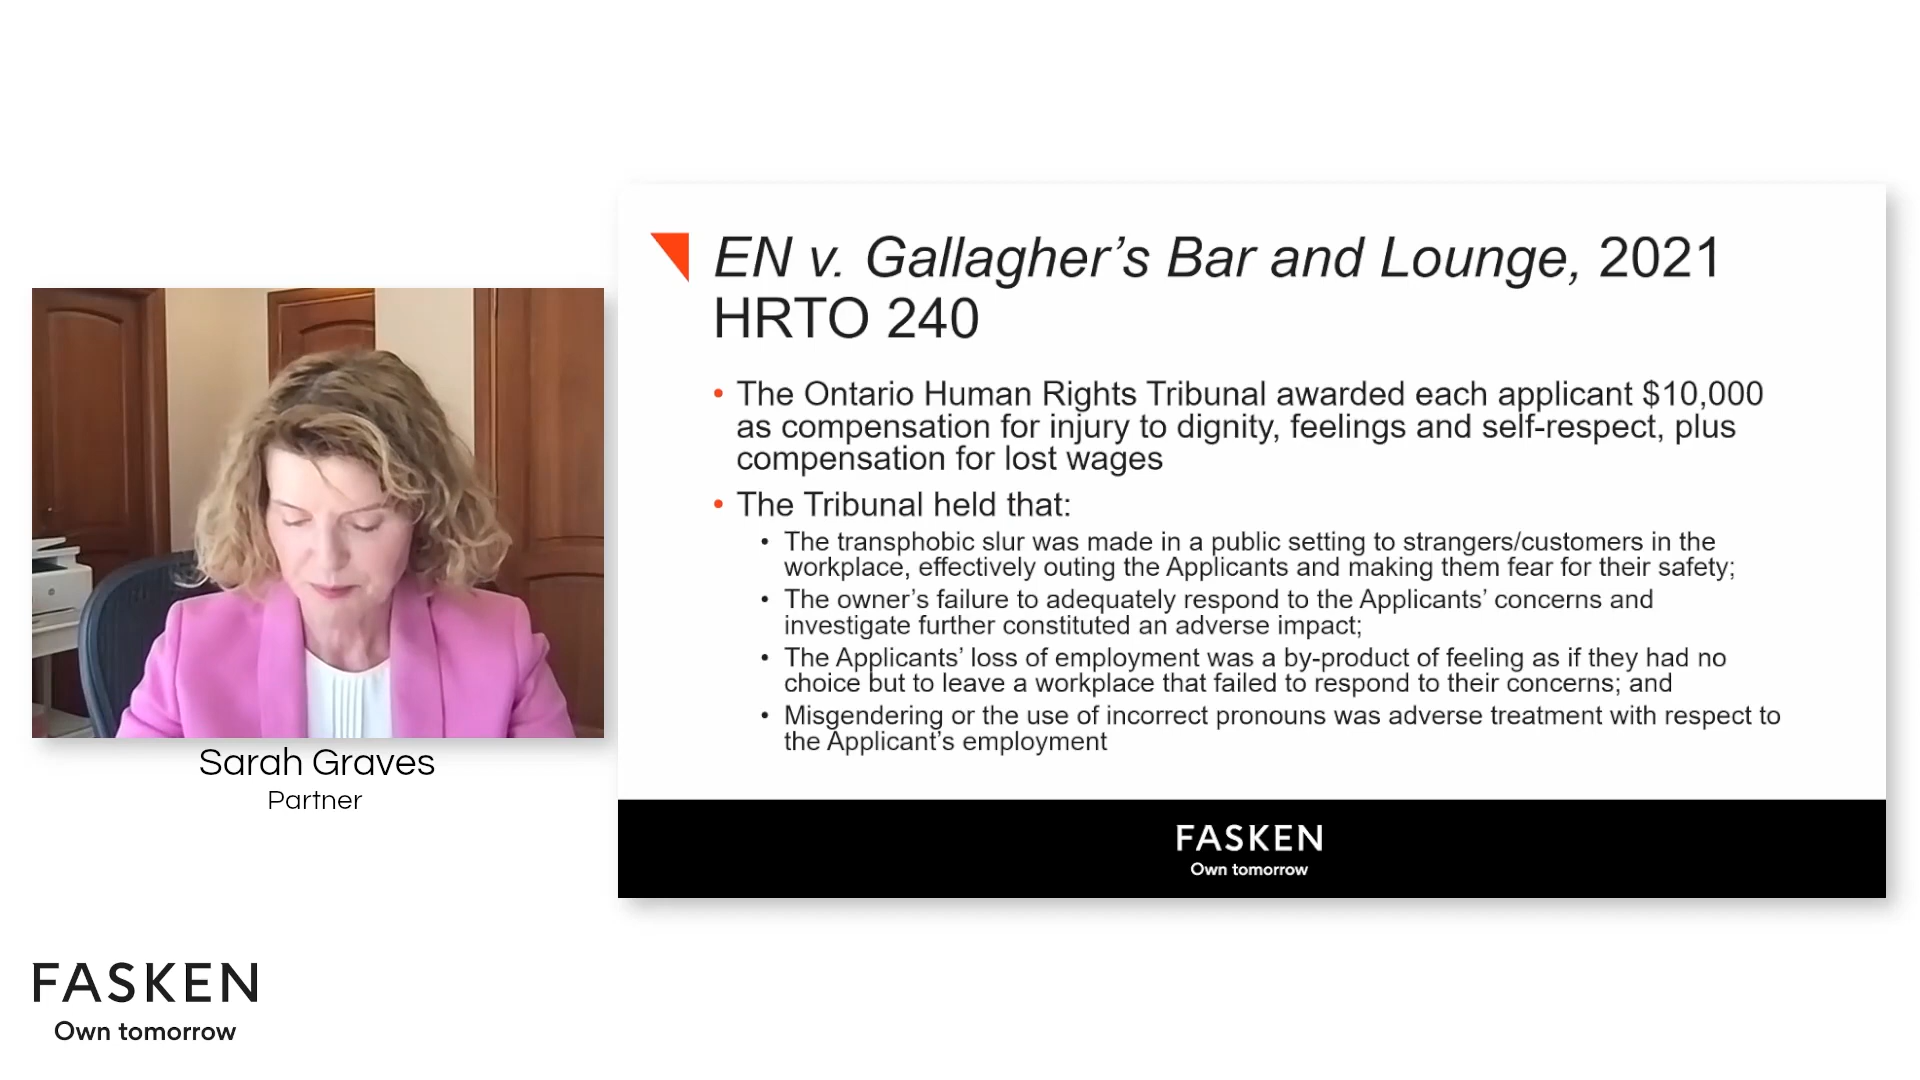 EN v. Gallagher’s Bar and Lounge, 2021
HRTO 240
• The Ontario Human Rights Tribunal awarded each applicant $10,000
as compensation for injury to dignity, feelings and self-respect, plus
compensation for lost wages
• The Tribunal held that:
• The transphobic slur was made in a public setting to strangers/customers in the
workplace, effectively outing the Applicants and making them fear for their safety;
• The owner’s failure to adequately respond to the Applicants’ concerns and
investigate further constituted an adverse impact;
• The Applicants’ loss of employment was a by-product of feeling as if they had no
choice but to leave a workplace that failed to respond to their concerns; and
• Misgendering or the use of incorrect pronouns was adverse treatment with respect to
the Applicant’s employment
FASKEN
Own tomorrow
Sarah Graves
Partner
FASKEN
Own tomorrow